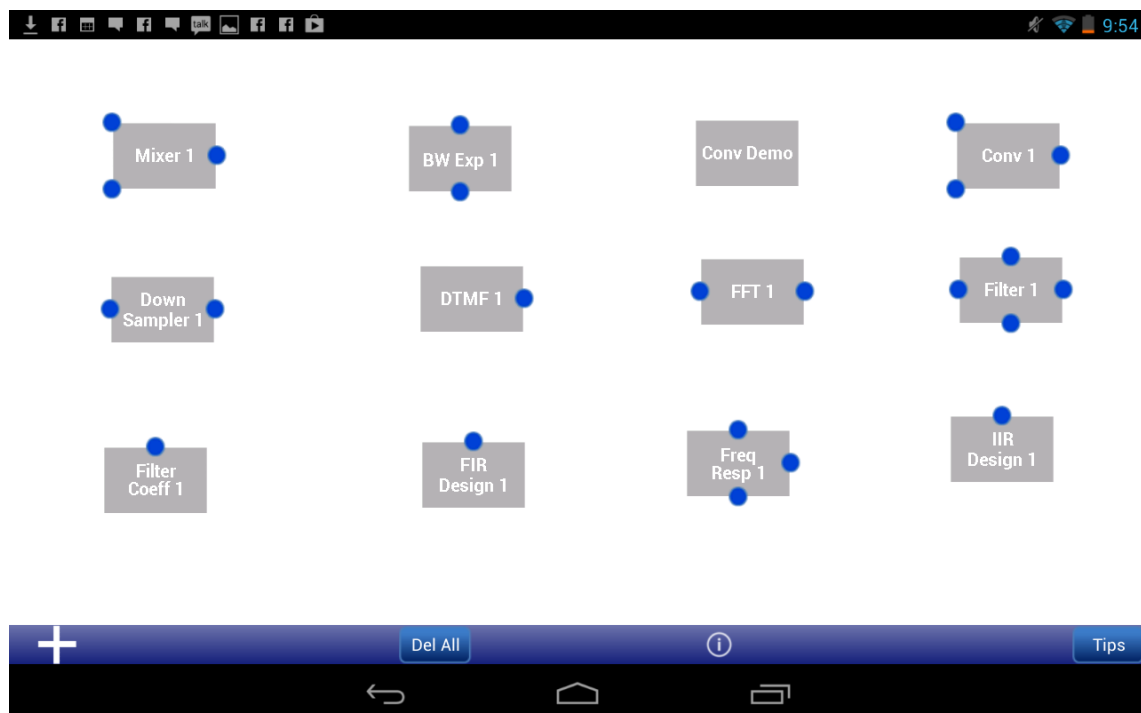 talk
9:54
Mixer 1
BW Exp 1
Conv Demo
Conv 1
Down
Sampler 1
DTMF 1
FFT 1
Filter 1
Filter
Coeff 1
FIR
Design 1
Freq
Resp 1
IIR
Design 1
Del All
Tips